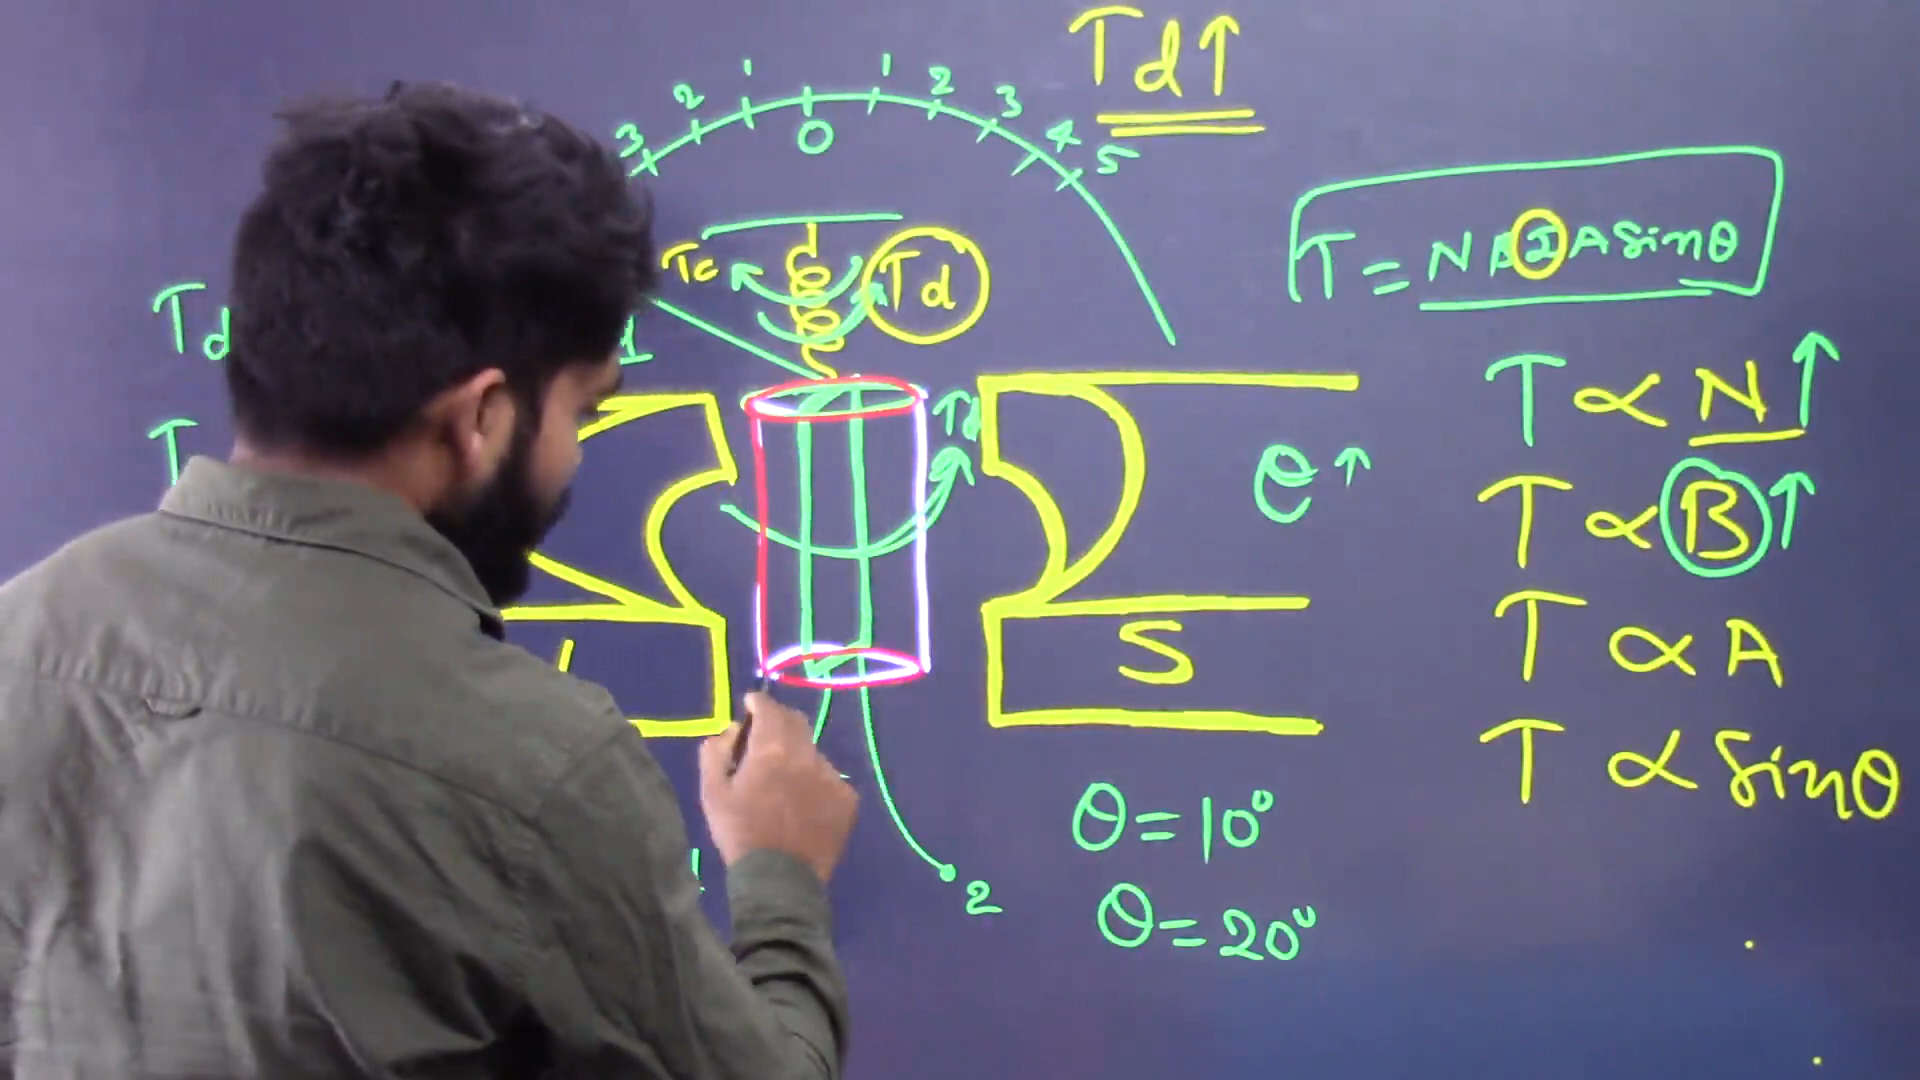 Td↑
3 2 1 0 1 2 3 4 5
Tc Td
T = NBIA sinθ
Td
T
Td
θ↑
T ∝ N↑
T ∝ B↑
T ∝ A
T ∝ sinθ
S
θ = 10°
θ = 20°
1
2